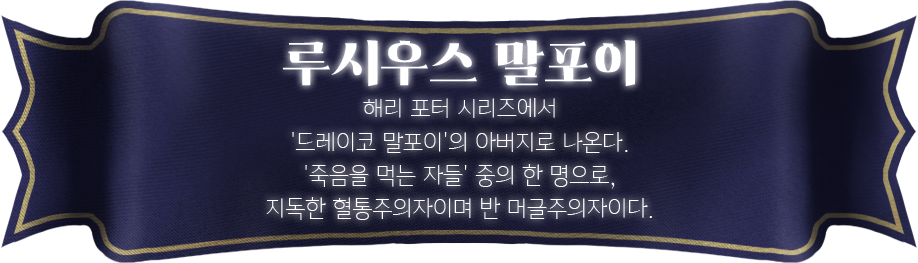 루시우스 말포이
해리 포터 시리즈에서
'드레이코 말포이'의 아버지로 나온다.
'죽음을 먹는 자들' 중의 한 명으로,
지독한 혈통주의자이며 반 머글주의자이다.